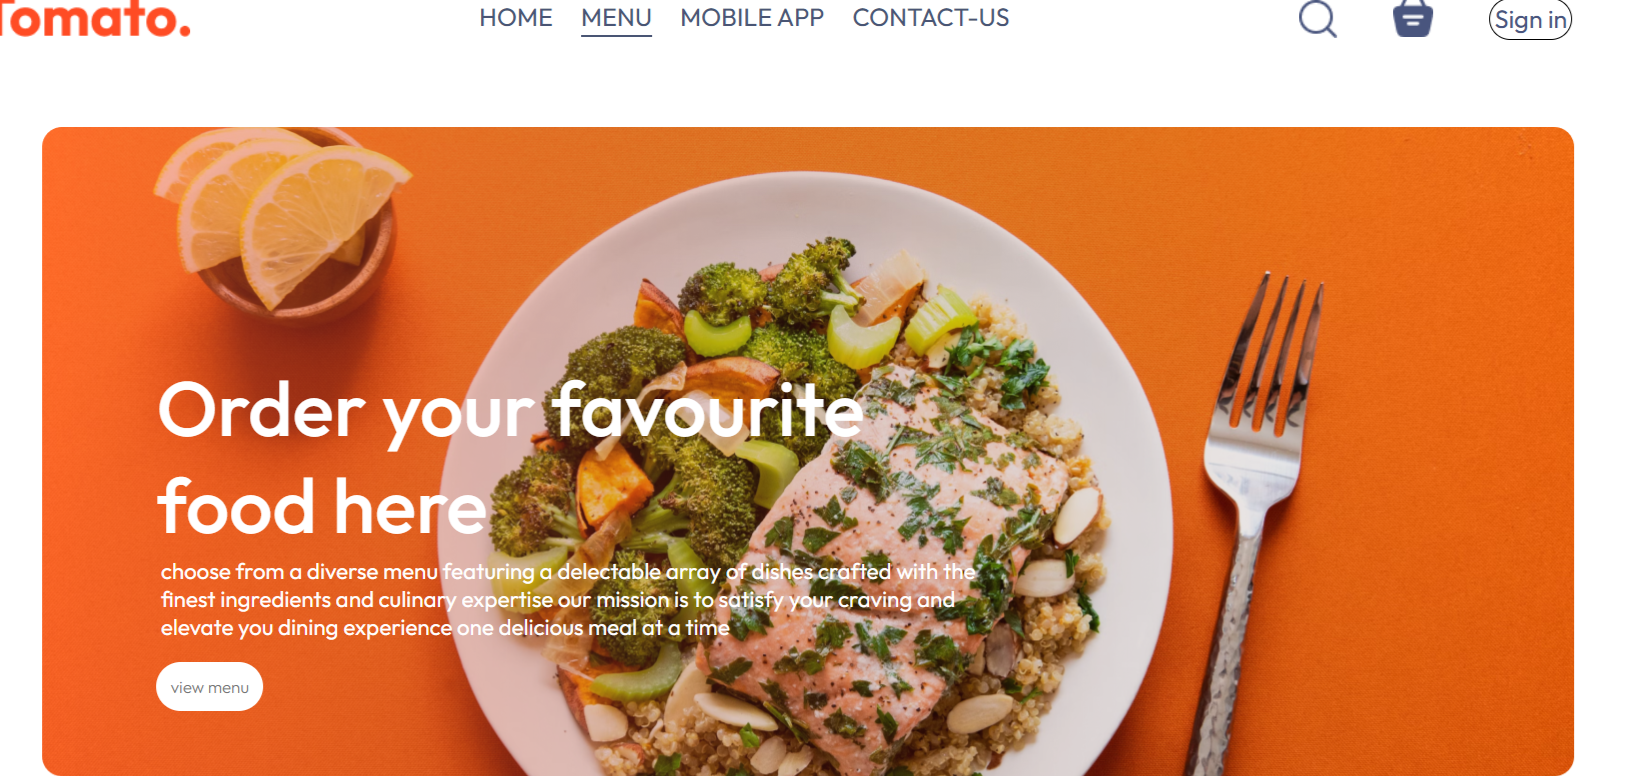 Tomato.
HOME MENU MOBILE APP CONTACT-US
Sign in
Order your favourite
food here
choose from a diverse menu featuring a delectable array of dishes crafted with the
finest ingredients and culinary expertise our mission is to satisfy your craving and
elevate you dining experience one delicious meal at a time
view menu